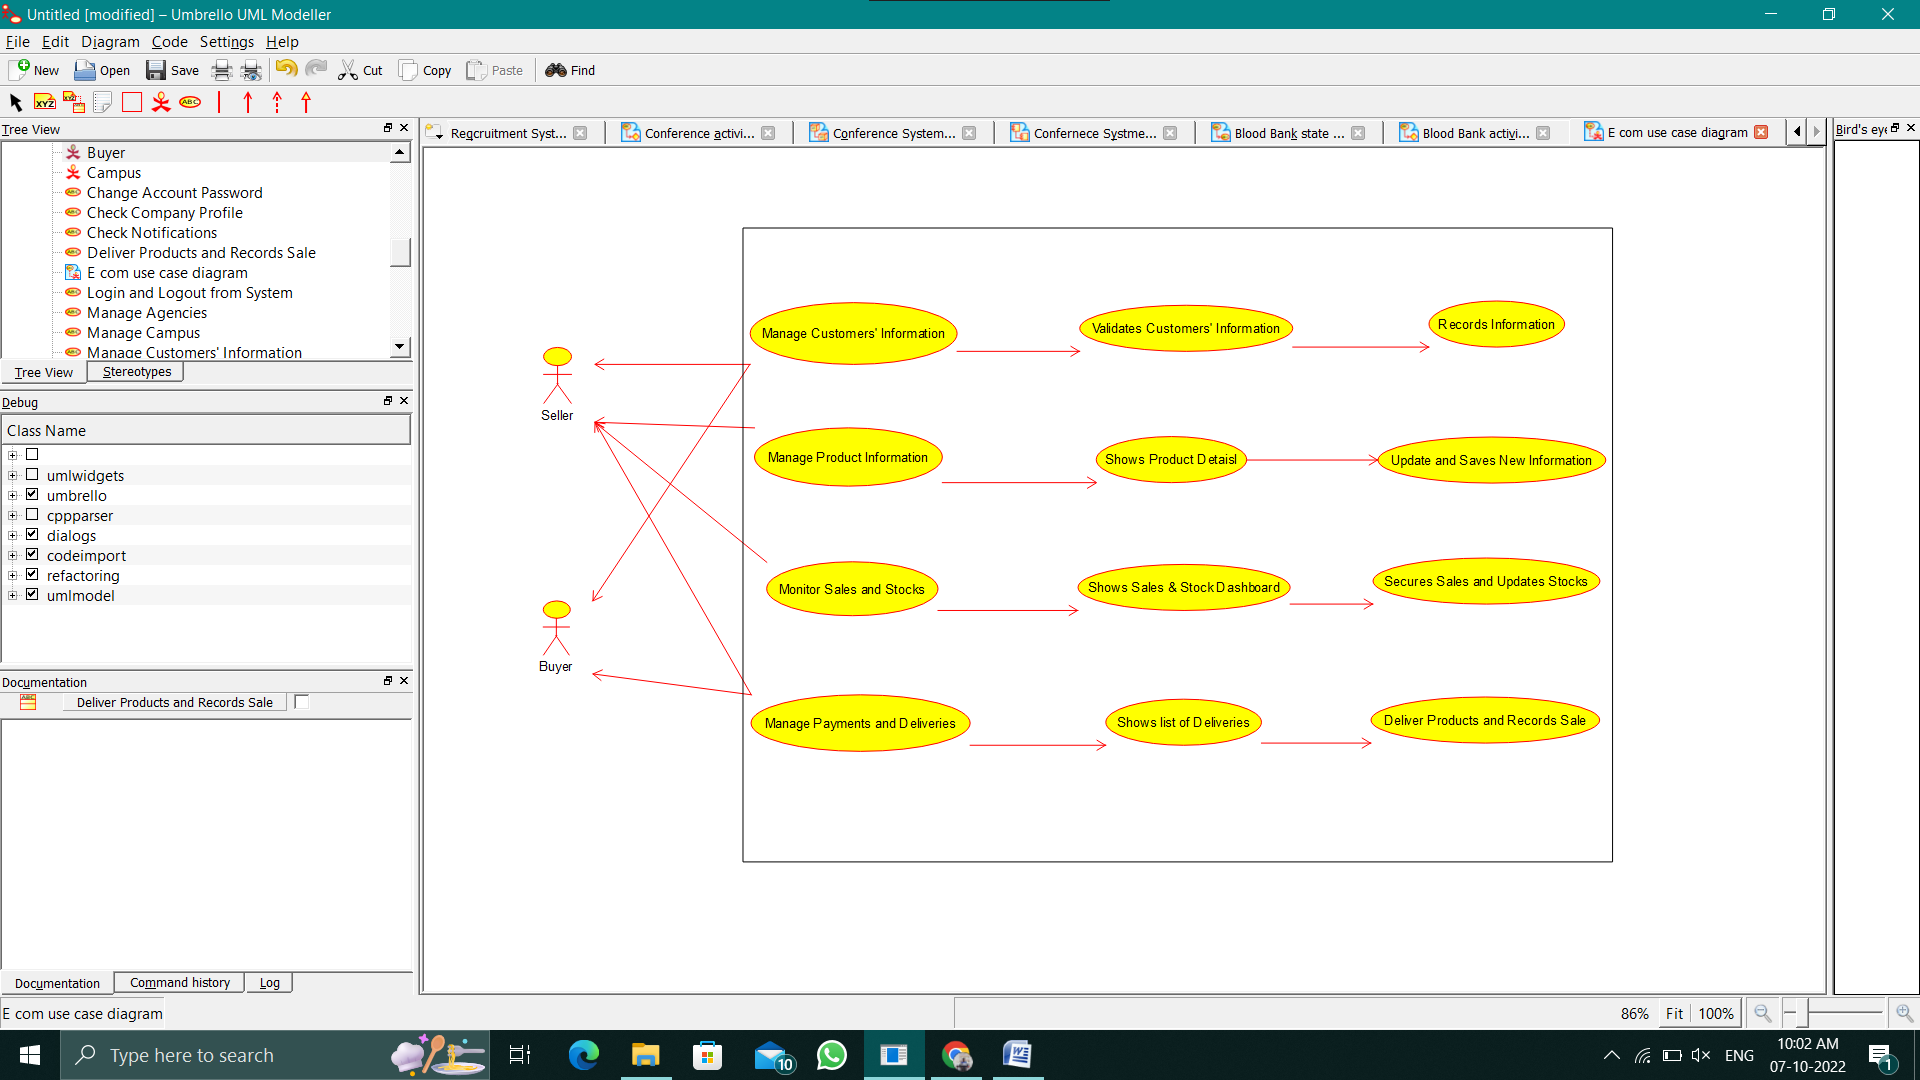 Untitled [modified] – Umbrello UML Modeller
File Edit Diagram Code Settings Help
New Open Save Cut Copy Paste Find
XYZ XYZ ABC
Tree View
Buyer
Campus
Change Account Password
Check Company Profile
Check Notifications
Deliver Products and Records Sale
E com use case diagram
Login and Logout from System
Manage Agencies
Manage Campus
Manage Customers' Information
Tree View Stereotypes
Debug
Class Name
umlwidgets
umbrello
cppparser
dialogs
codeimport
refactoring
umlmodel
Documentation
Deliver Products and Records Sale
Documentation Command history Log
Regcruitment Syst... Conference activi... Conference System... Confernece Systme... Blood Bank state ... Blood Bank activi... E com use case diagram
Bird's eye
Manage Customers' Information
Validates Customers' Information
Records Information
Seller
Manage Product Information
Shows Product Detaisl
Update and Saves New Information
Monitor Sales and Stocks
Shows Sales & Stock Dashboard
Secures Sales and Updates Stocks
Buyer
Manage Payments and Deliveries
Shows list of Deliveries
Deliver Products and Records Sale
E com use case diagram
86% Fit 100%
Type here to search
10
ENG
10:02 AM
07-10-2022
1